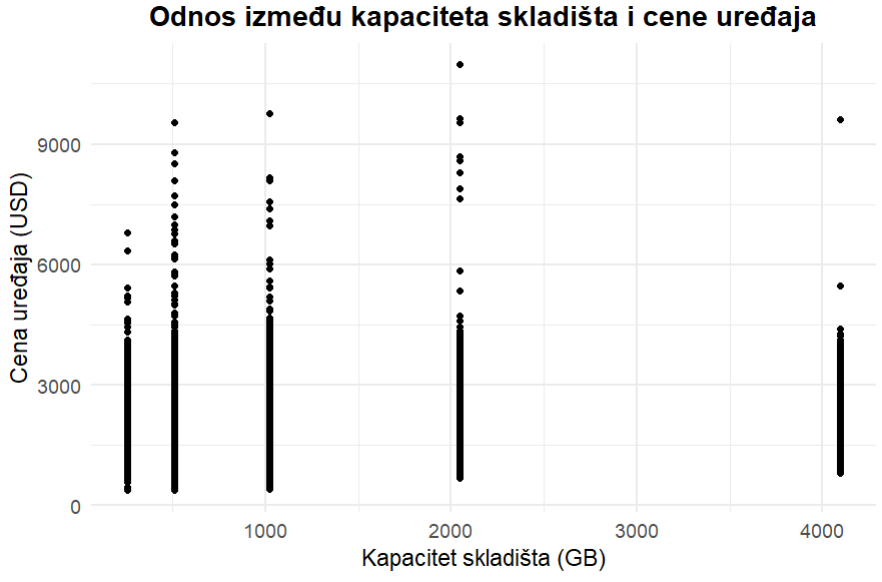 Odnos između kapaciteta skladišta i cene uređaja
Cena uređaja (USD)
9000
6000
3000
0
1000 2000 3000 4000
Kapacitet skladišta (GB)